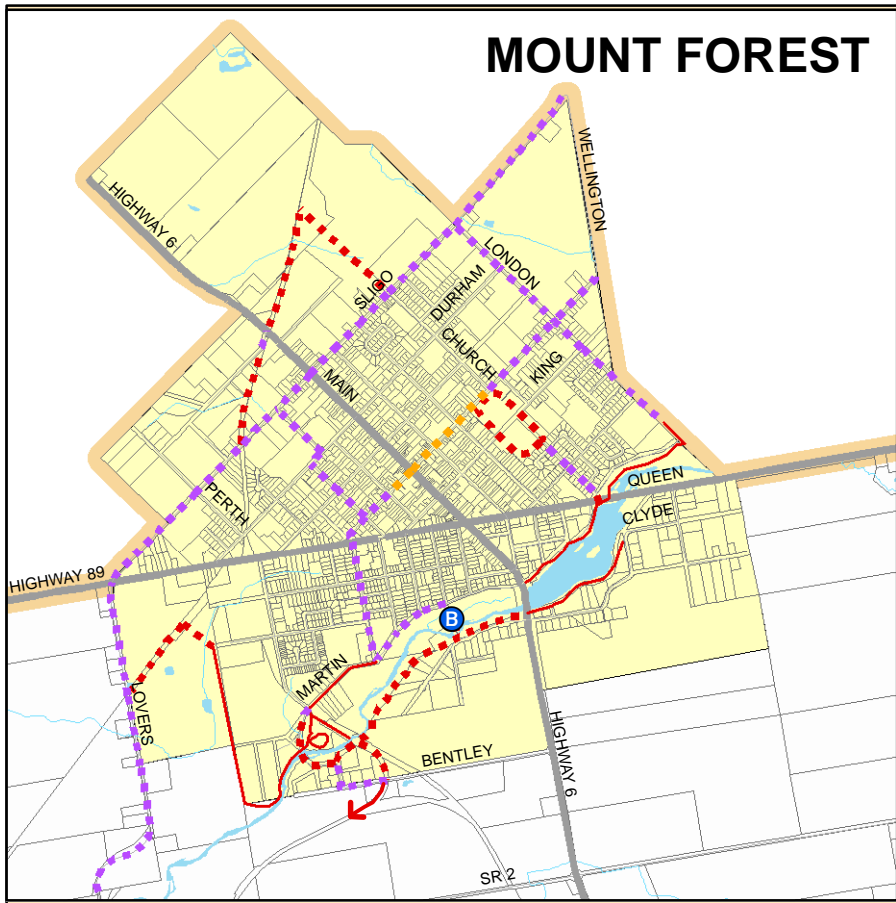 MOUNT FOREST
WELLINGTON
HIGHWAY 6
LONDON
SLIGO
DURHAM
CHURCH
KING
MAIN
PERTH
QUEEN
CLYDE
HIGHWAY 89
B
MARTIN
LOVERS
BENTLEY
HIGHWAY 6
SR 2